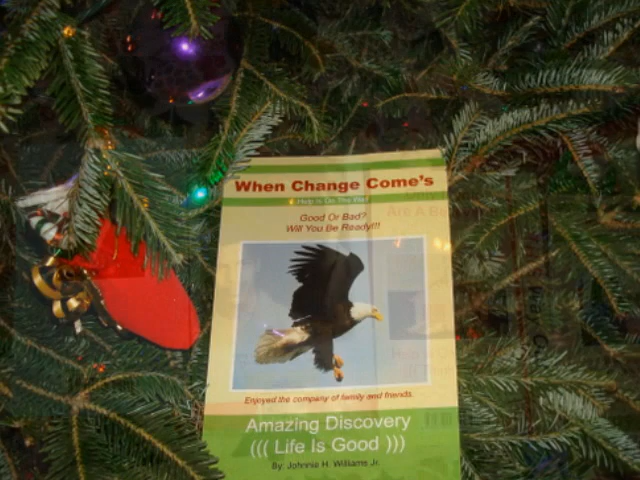 When Change Come's
Help Is On The Way
Good Or Bad?
Will You Be Ready!!!
Enjoyed the company of family and friends.
Amazing Discovery
((( Life Is Good )))
By: Johnnie H. Williams Jr.